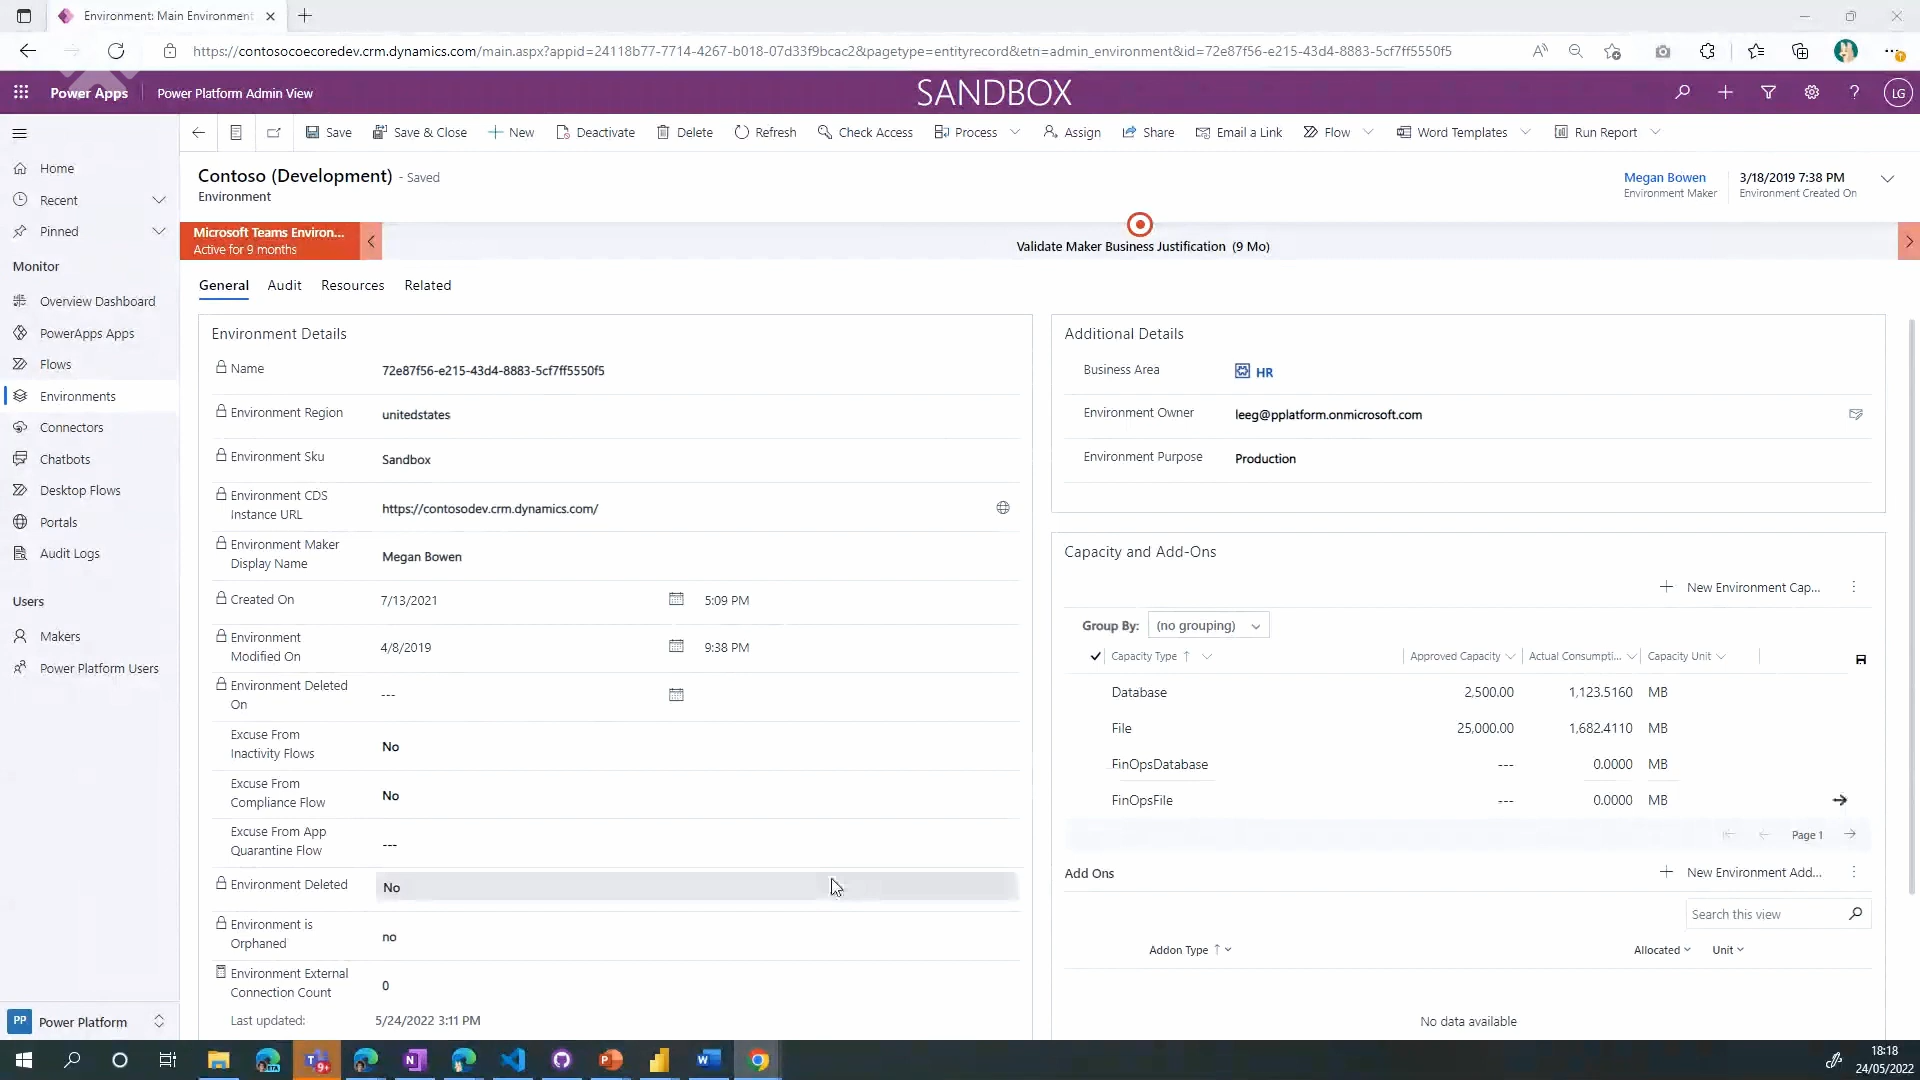 Environment: Main Environment
https://contosocoecoredev.crm.dynamics.com/main.aspx?appid=24118b77-7714-4267-b018-07d33f9bcac2&pagetype=entityrecord&etn=admin_environment&id=72e87f56-e215-43d4-8883-5cf7ff5550f5
Power Apps
Power Platform Admin View
SANDBOX
LG
Save
Save & Close
New
Deactivate
Delete
Refresh
Check Access
Process
Assign
Share
Email a Link
Flow
Word Templates
Run Report
Home
Recent
Pinned
Monitor
Overview Dashboard
PowerApps Apps
Flows
Environments
Connectors
Chatbots
Desktop Flows
Portals
Audit Logs
Users
Makers
Power Platform Users
PP
Power Platform
Contoso (Development) - Saved
Environment
Megan Bowen
Environment Maker
3/18/2019 7:38 PM
Environment Created On
Microsoft Teams Environ...
Active for 9 months
Validate Maker Business Justification (9 Mo)
General
Audit
Resources
Related
Environment Details
Name
72e87f56-e215-43d4-8883-5cf7ff5550f5
Environment Region
unitedstates
Environment Sku
Sandbox
Environment CDS
Instance URL
https://contosodev.crm.dynamics.com/
Environment Maker
Display Name
Megan Bowen
Created On
7/13/2021
5:09 PM
Environment
Modified On
4/8/2019
9:38 PM
Environment Deleted
On
---
Excuse From
Inactivity Flows
No
Excuse From
Compliance Flow
No
Excuse From App
Quarantine Flow
---
Environment Deleted
No
Environment is
Orphaned
no
Environment External
Connection Count
0
Last updated:
5/24/2022 3:11 PM
Additional Details
Business Area
HR
Environment Owner
leeg@pplatform.onmicrosoft.com
Environment Purpose
Production
Capacity and Add-Ons
New Environment Cap...
Group By:
(no grouping)
Capacity Type
Approved Capacity
Actual Consumpti...
Capacity Unit
Database 2,500.00 1,123.5160 MB
File 25,000.00 1,682.4110 MB
FinOpsDatabase --- 0.0000 MB
FinOpsFile --- 0.0000 MB
Page 1
Add Ons
New Environment Add...
Search this view
Addon Type
Allocated
Unit
No data available
18:18
24/05/2022